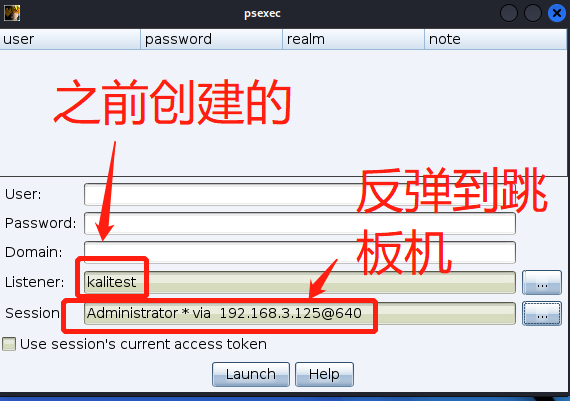 psexec
user password realm note
之前创建的
反弹到跳
板机
User:
Password:
Domain:
Listener: kalitest ...
Session Administrator * via 192.168.3.125@640 ...
Use session's current access token
Launch Help